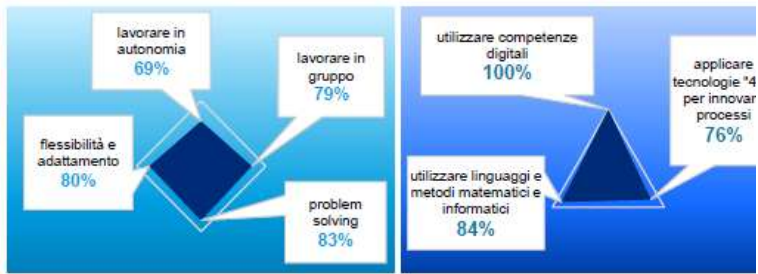 lavorare in
autonomia
69%
lavorare in
gruppo
79%
flessibilità e
adattamento
80%
problem
solving
83%
utilizzare competenze
digitali
100%
applicare
tecnologie "4
per innovar
processi
76%
utilizzare linguaggi e
metodi matematici e
informatici
84%